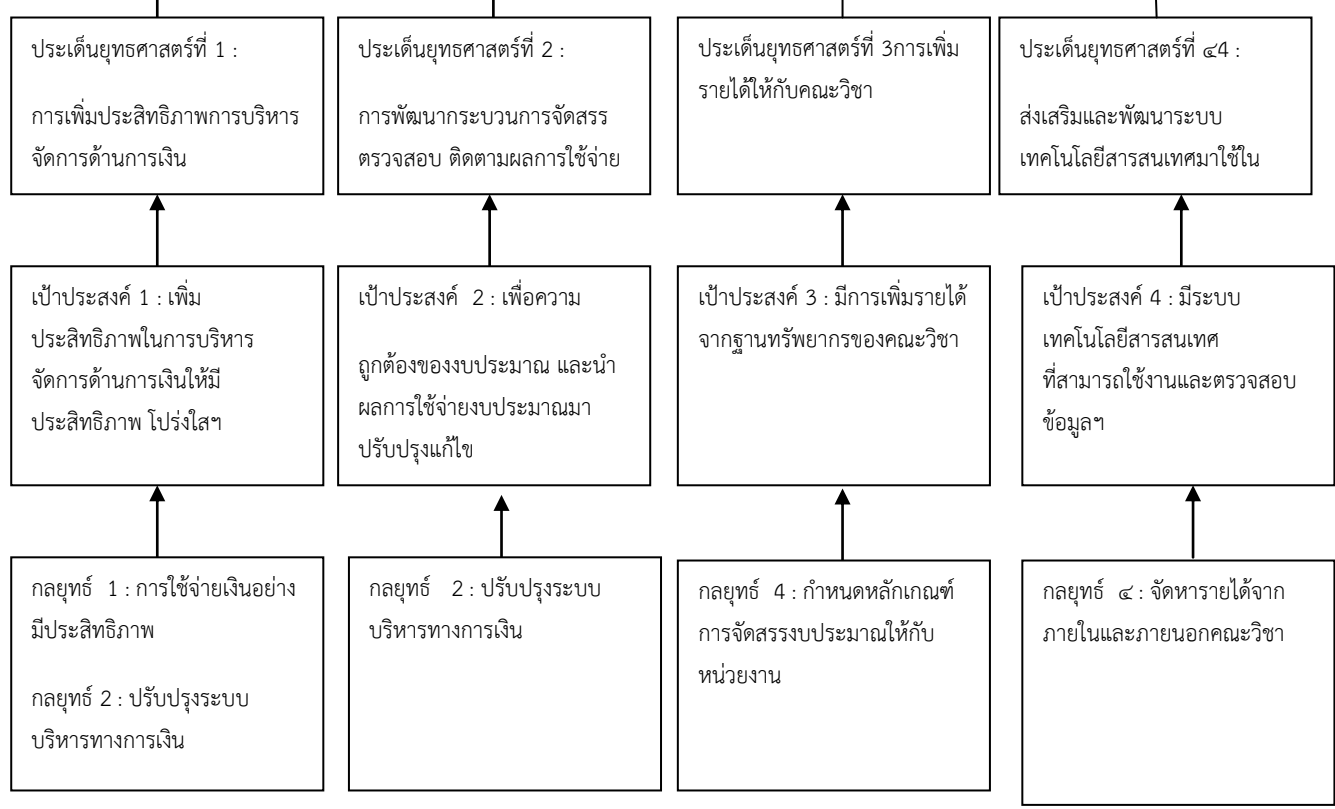 ประเด็นยุทธศาสตร์ที่ 1 :
การเพิ่มประสิทธิภาพการบริหาร
จัดการด้านการเงิน
ประเด็นยุทธศาสตร์ที่ 2 :
การพัฒนากระบวนการจัดสรร
ตรวจสอบ ติดตามผลการใช้จ่าย
ประเด็นยุทธศาสตร์ที่ 3การเพิ่ม
รายได้ให้กับคณะวิชา
ประเด็นยุทธศาสตร์ที่ ๔4 :
ส่งเสริมและพัฒนาระบบ
เทคโนโลยีสารสนเทศมาใช้ใน
เป้าประสงค์ 1 : เพิ่ม
ประสิทธิภาพในการบริหาร
จัดการด้านการเงินให้มี
ประสิทธิภาพ โปร่งใสฯ
เป้าประสงค์ 2 : เพื่อความ
ถูกต้องของงบประมาณ และนำ
ผลการใช้จ่ายงบประมาณมา
ปรับปรุงแก้ไข
เป้าประสงค์ 3 : มีการเพิ่มรายได้
จากฐานทรัพยากรของคณะวิชา
เป้าประสงค์ 4 : มีระบบ
เทคโนโลยีสารสนเทศ
ที่สามารถใช้งานและตรวจสอบ
ข้อมูลฯ
กลยุทธ์ 1 : การใช้จ่ายเงินอย่าง
มีประสิทธิภาพ
กลยุทธ์ 2 : ปรับปรุงระบบ
บริหารทางการเงิน
กลยุทธ์ 2 : ปรับปรุงระบบ
บริหารทางการเงิน
กลยุทธ์ 4 : กำหนดหลักเกณฑ์
การจัดสรรงบประมาณให้กับ
หน่วยงาน
กลยุทธ์ ๔ : จัดหารายได้จาก
ภายในและภายนอกคณะวิชา